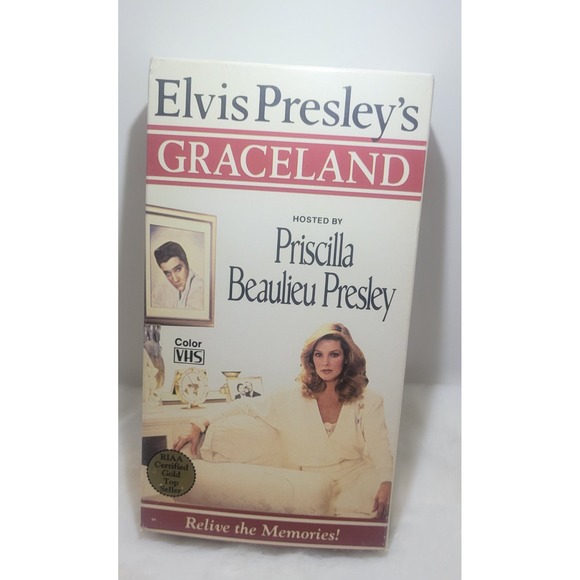 Elvis Presley's
GRACELAND
HOSTED BY
Priscilla
Beaulieu Presley
Color
VHS
RIAA
Certified
Gold
Top
Seller
Relive the Memories!